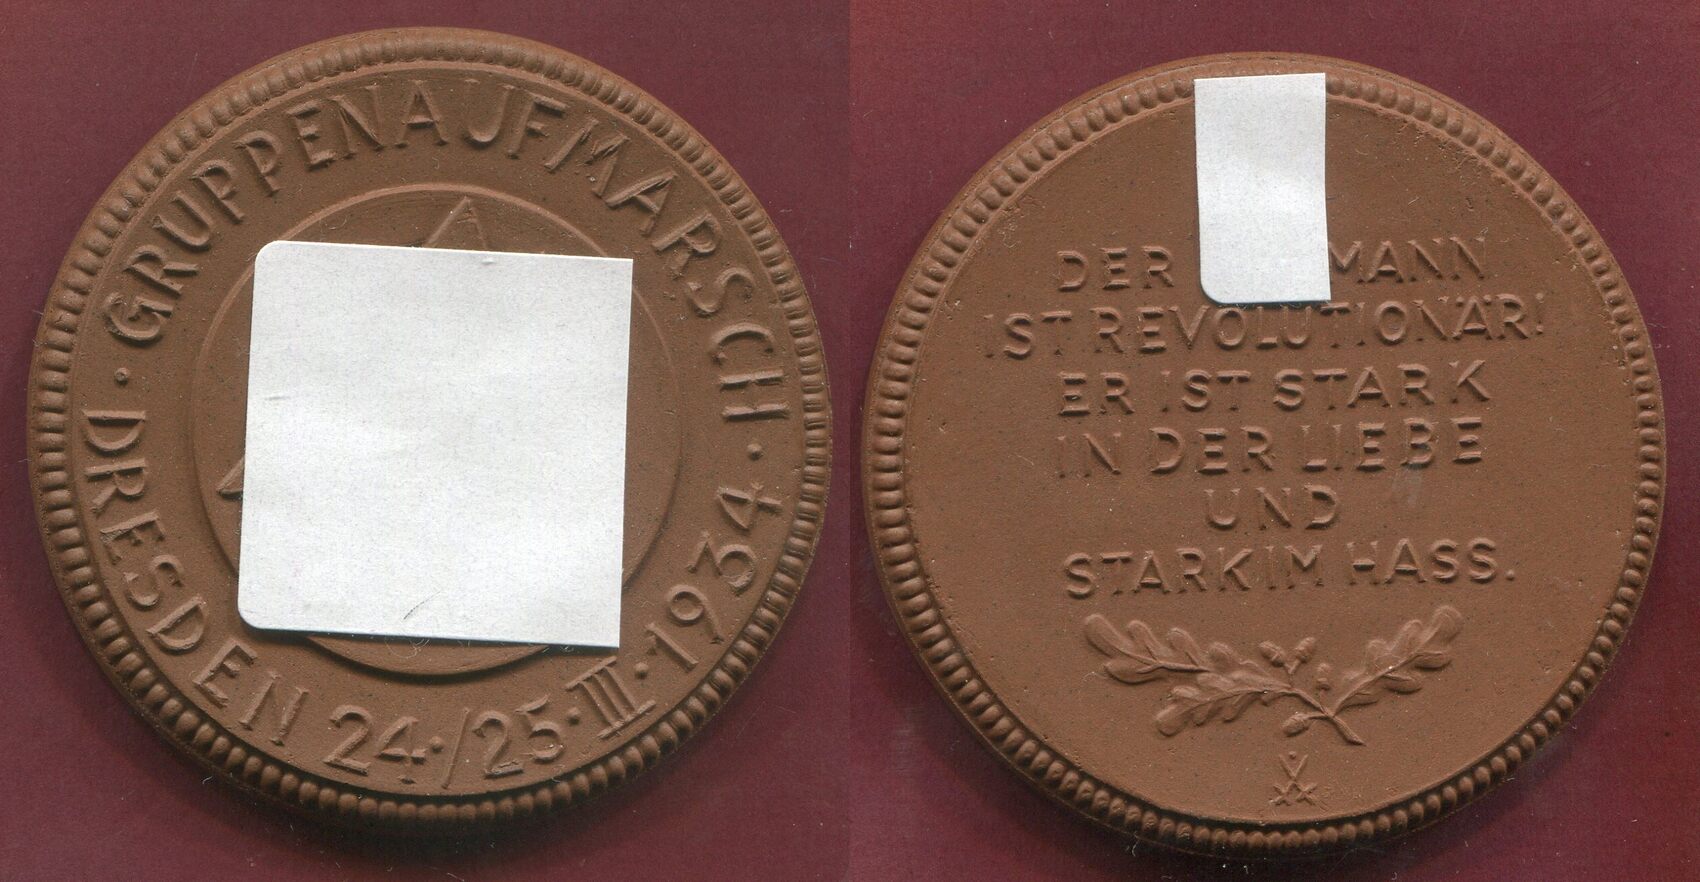 · GRUPPENAUFMARSCH ·
DRESDEN 24·/25·III·1934
DER MANN
IST REVOLUTIONÄR!
ER IST STARK
IN DER LIEBE
UND
STARK IM HASS.